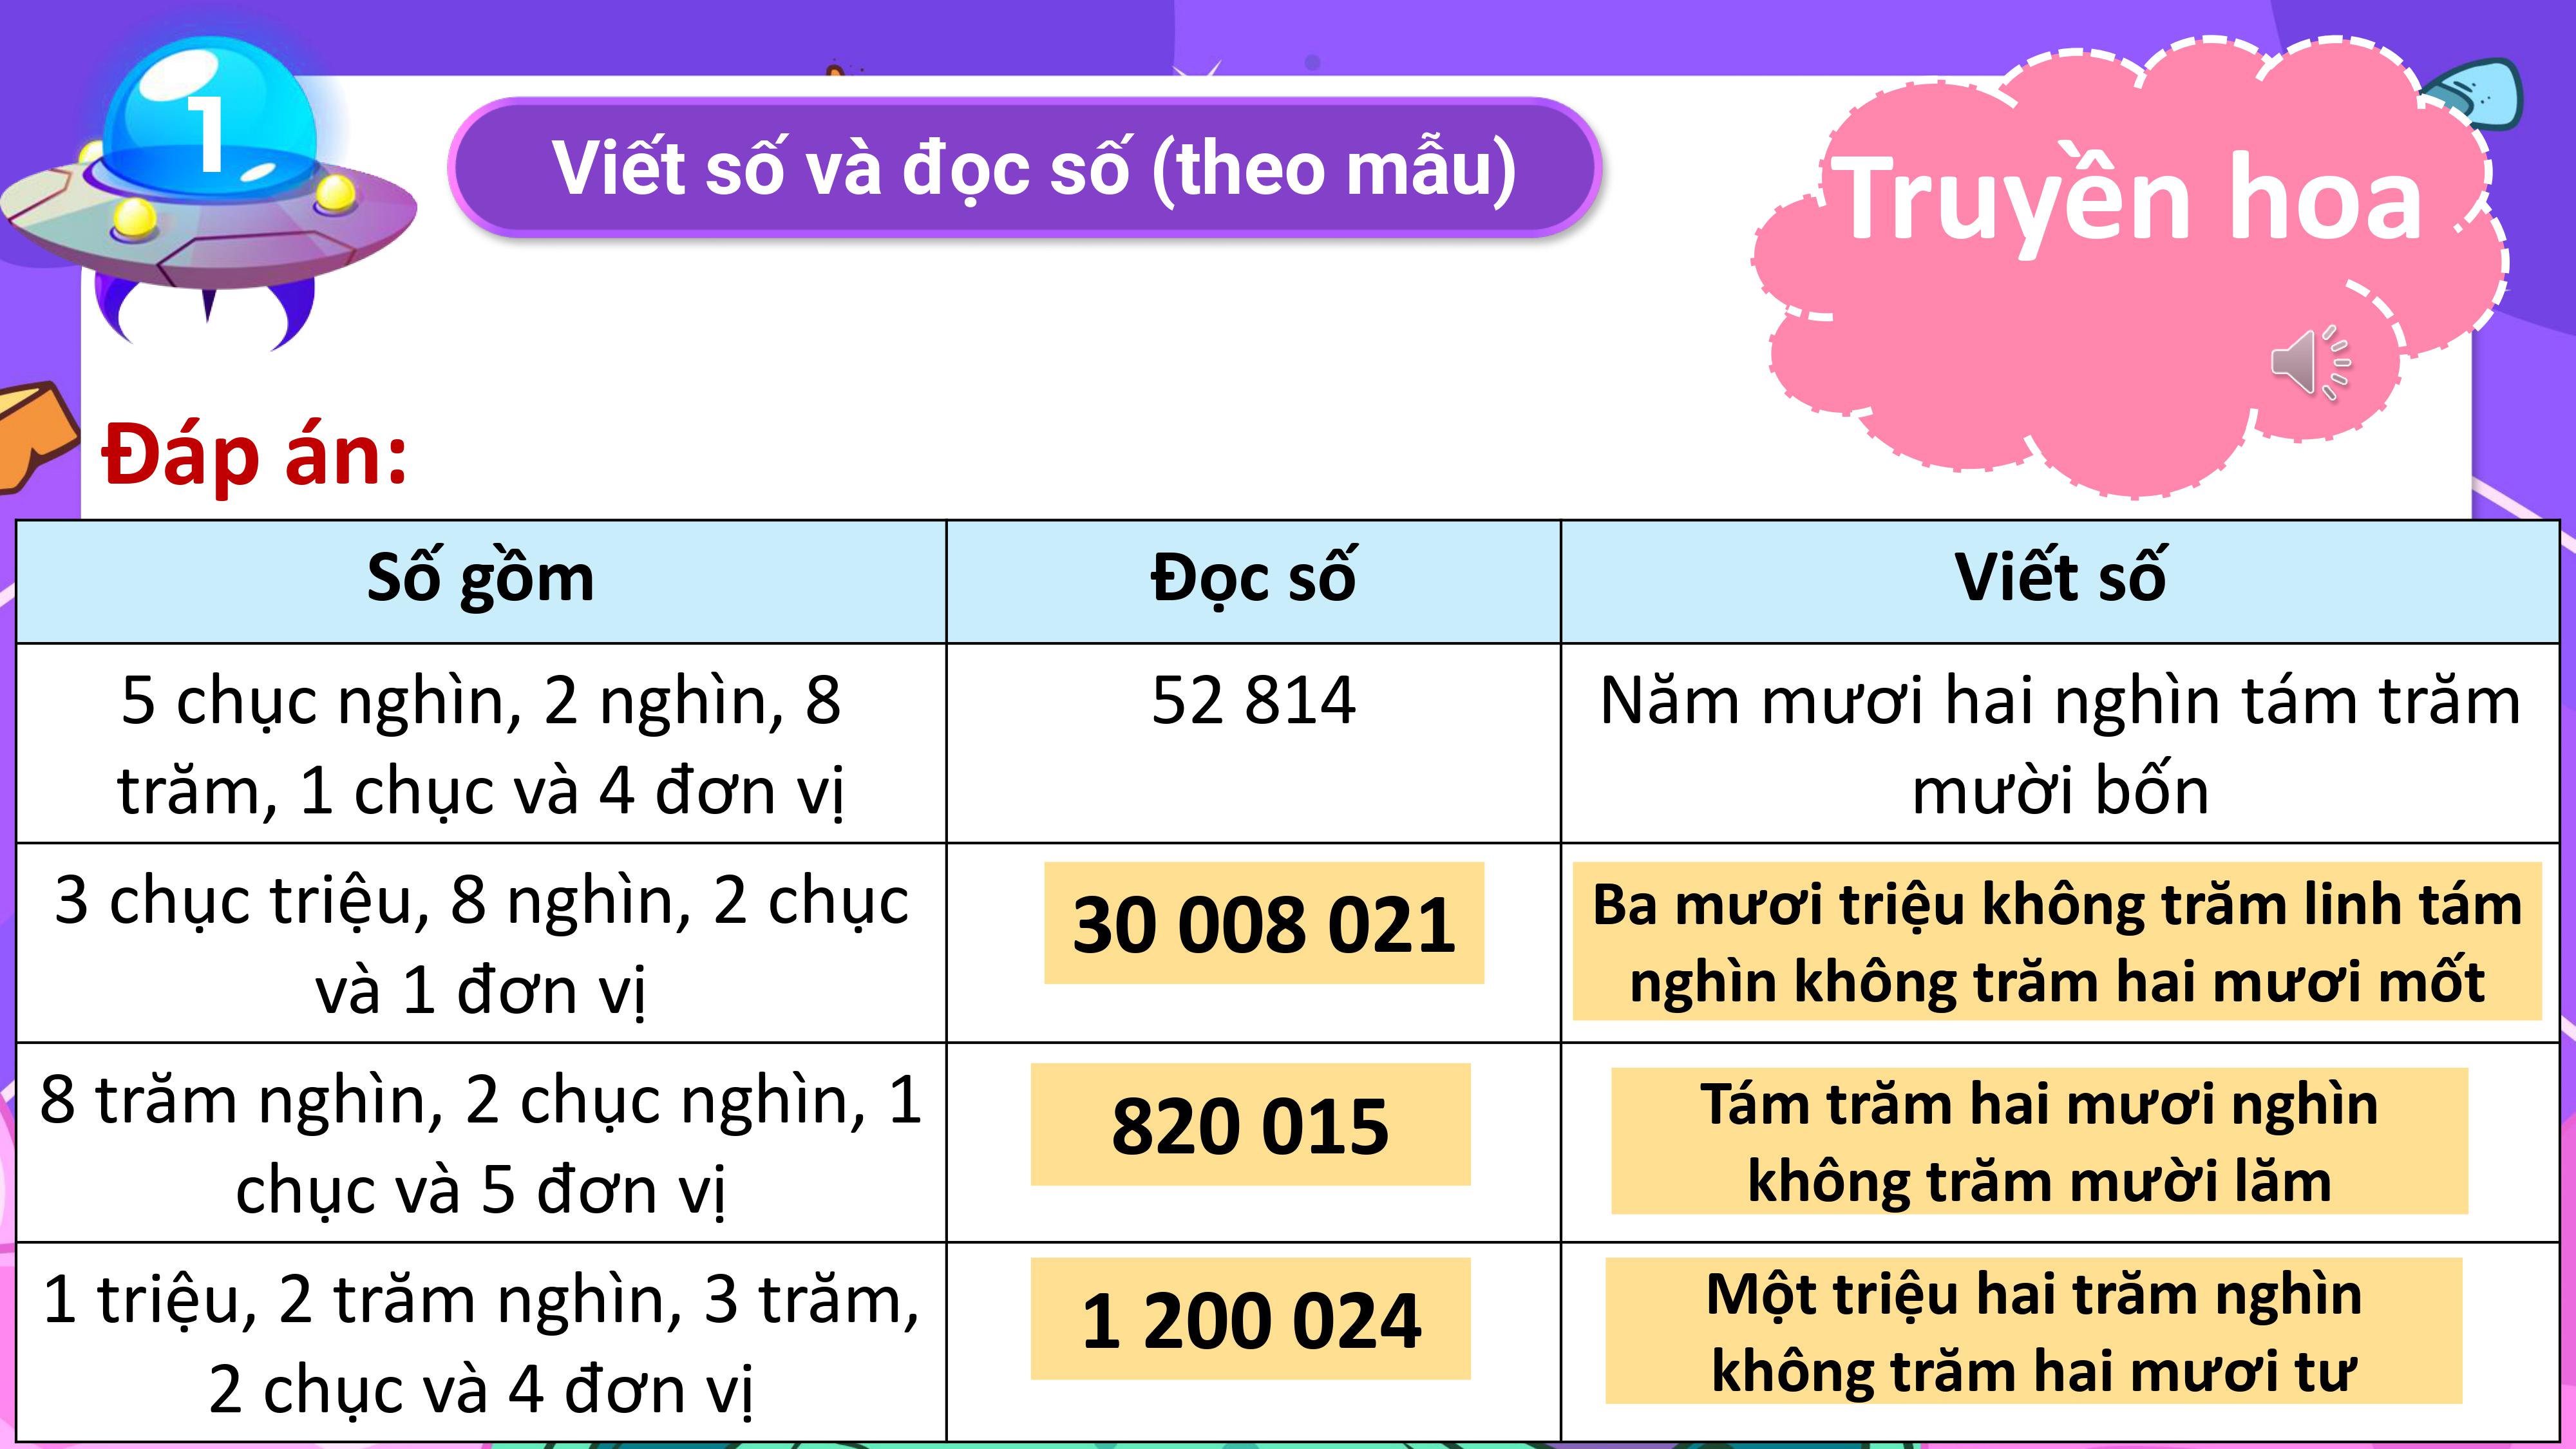 1
Viết số và đọc số (theo mẫu)
Truyền hoa
Đáp án:
Số gồm
Đọc số
Viết số
5 chục nghìn, 2 nghìn, 8
trăm, 1 chục và 4 đơn vị
52 814
Năm mươi hai nghìn tám trăm
mười bốn
3 chục triệu, 8 nghìn, 2 chục
và 1 đơn vị
30 008 021
Ba mươi triệu không trăm linh tám
nghìn không trăm hai mươi mốt
8 trăm nghìn, 2 chục nghìn, 1
chục và 5 đơn vị
820 015
Tám trăm hai mươi nghìn
không trăm mười lăm
1 triệu, 2 trăm nghìn, 3 trăm,
2 chục và 4 đơn vị
1 200 024
Một triệu hai trăm nghìn
không trăm hai mươi tư